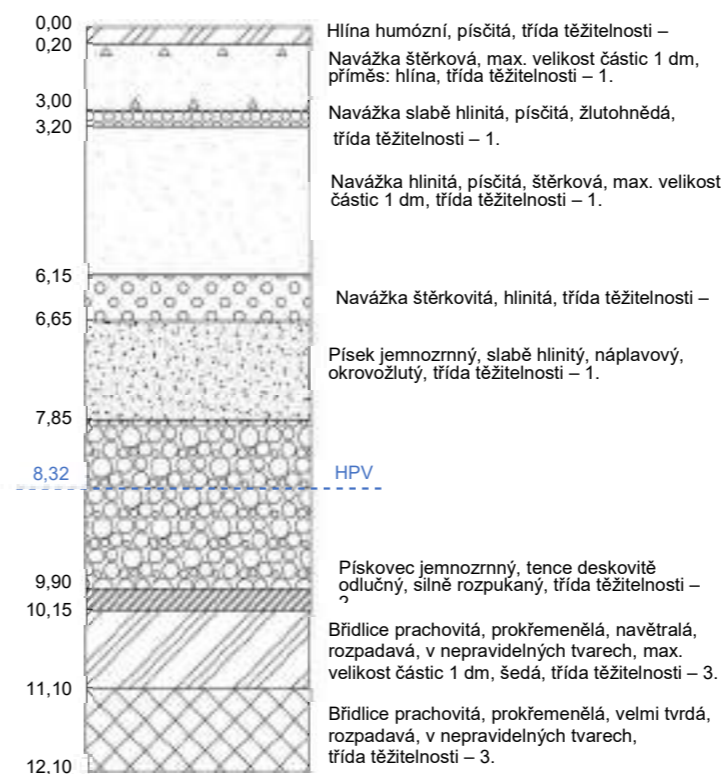 0,00
Hlína humózní, písčitá, třída těžitelnosti –
0,20
Navážka štěrková, max. velikost částic 1 dm,
příměs: hlína, třída těžitelnosti – 1.
3,00
Navážka slabě hlinitá, písčitá, žlutohnědá,
3,20
třída těžitelnosti – 1.
Navážka hlinitá, písčitá, štěrková, max. velikost
částic 1 dm, třída těžitelnosti – 1.
6,15
Navážka štěrkovitá, hlinitá, třída těžitelnosti –
6,65
Písek jemnozrnný, slabě hlinitý, náplavový,
okrovožlutý, třída těžitelnosti – 1.
7,85
8,32
HPV
9,90
Pískovec jemnozrnný, tence deskovitě
odlučný, silně rozpukaný, třída těžitelnosti –
10,15
Břidlice prachovitá, prokřemenělá, navětralá,
rozpadavá, v nepravidelných tvarech, max.
velikost částic 1 dm, šedá, třída těžitelnosti – 3.
11,10
Břidlice prachovitá, prokřemenělá, velmi tvrdá,
rozpadavá, v nepravidelných tvarech,
třída těžitelnosti – 3.
12,10